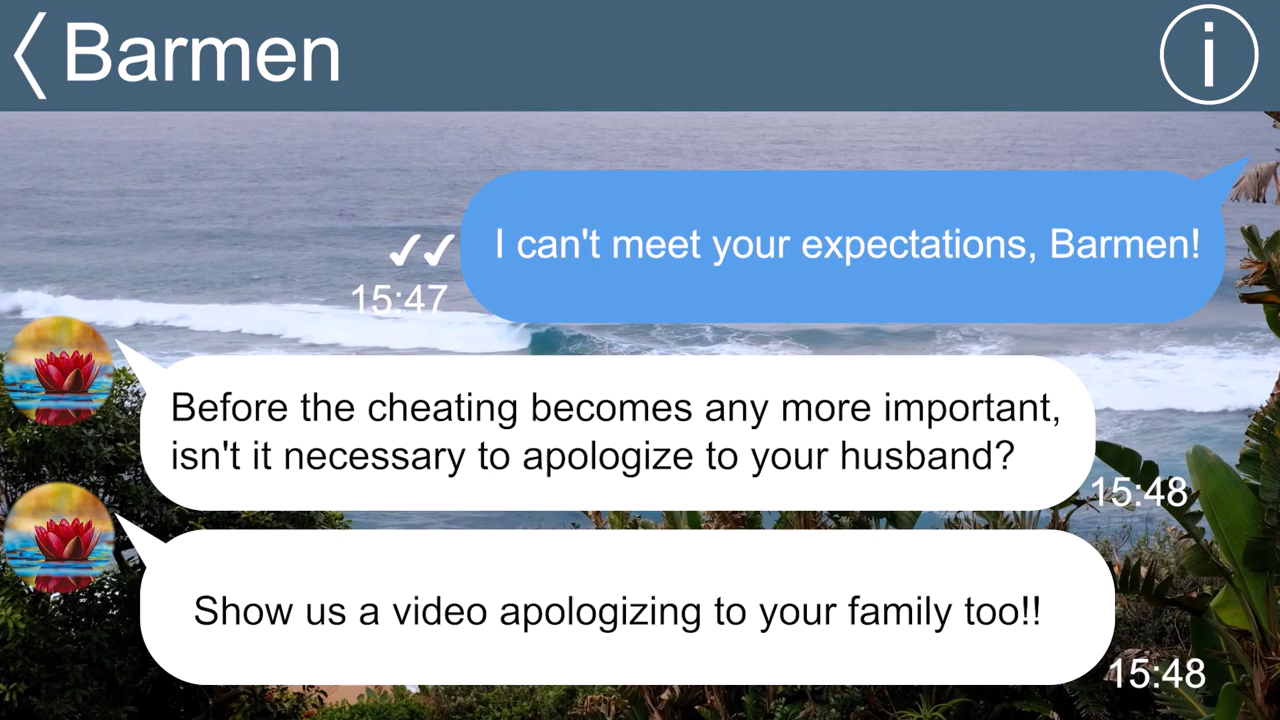 Barmen
i
I can't meet your expectations, Barmen!
15:47
Before the cheating becomes any more important,
isn't it necessary to apologize to your husband?
15:48
Show us a video apologizing to your family too!!
15:48